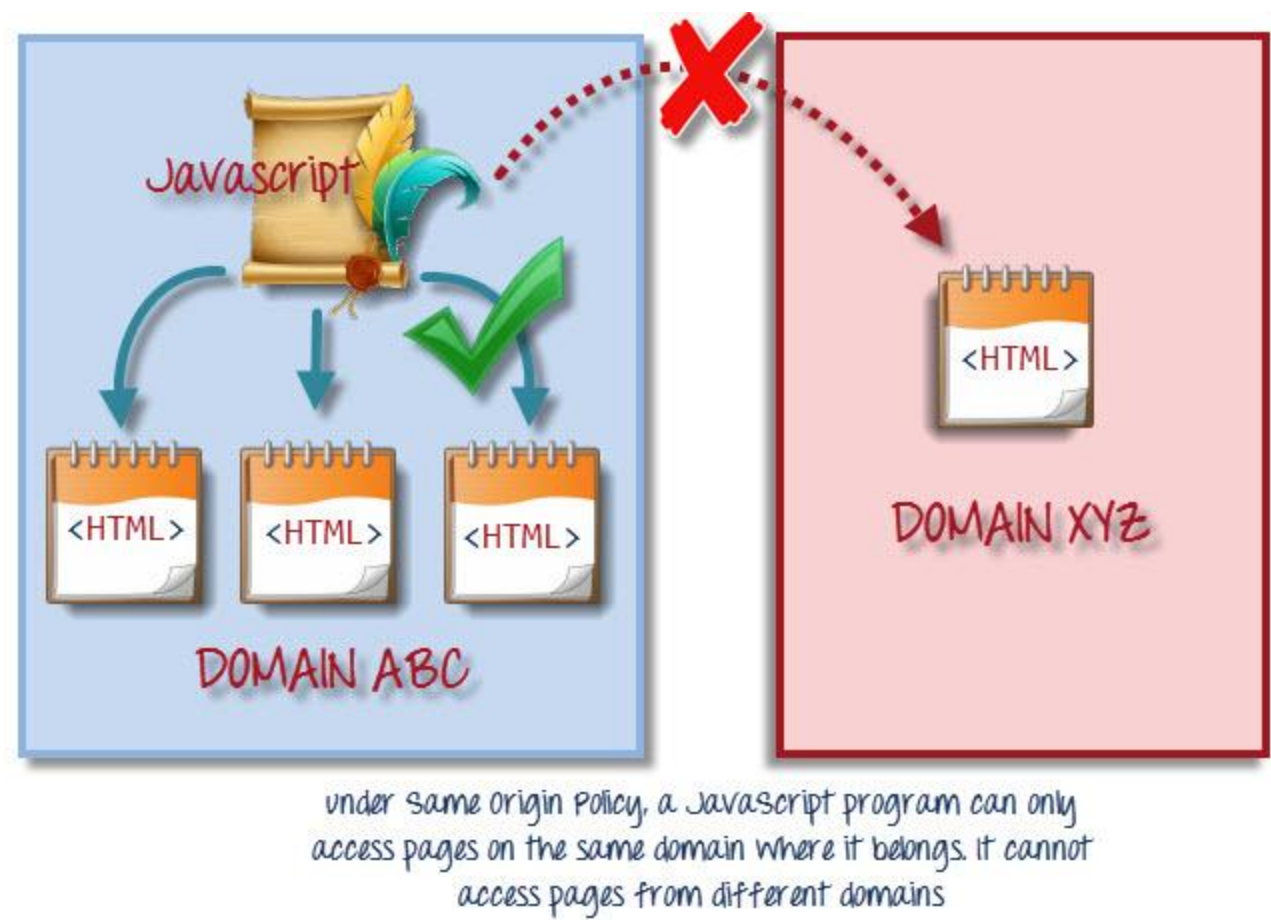 Javascript
<HTML>
<HTML>
<HTML>
<HTML>
DOMAIN XYZ
DOMAIN ABC
under Same Origin Policy, a JavaScript program can only
access pages on the same domain where it belongs. It cannot
access pages from different domains